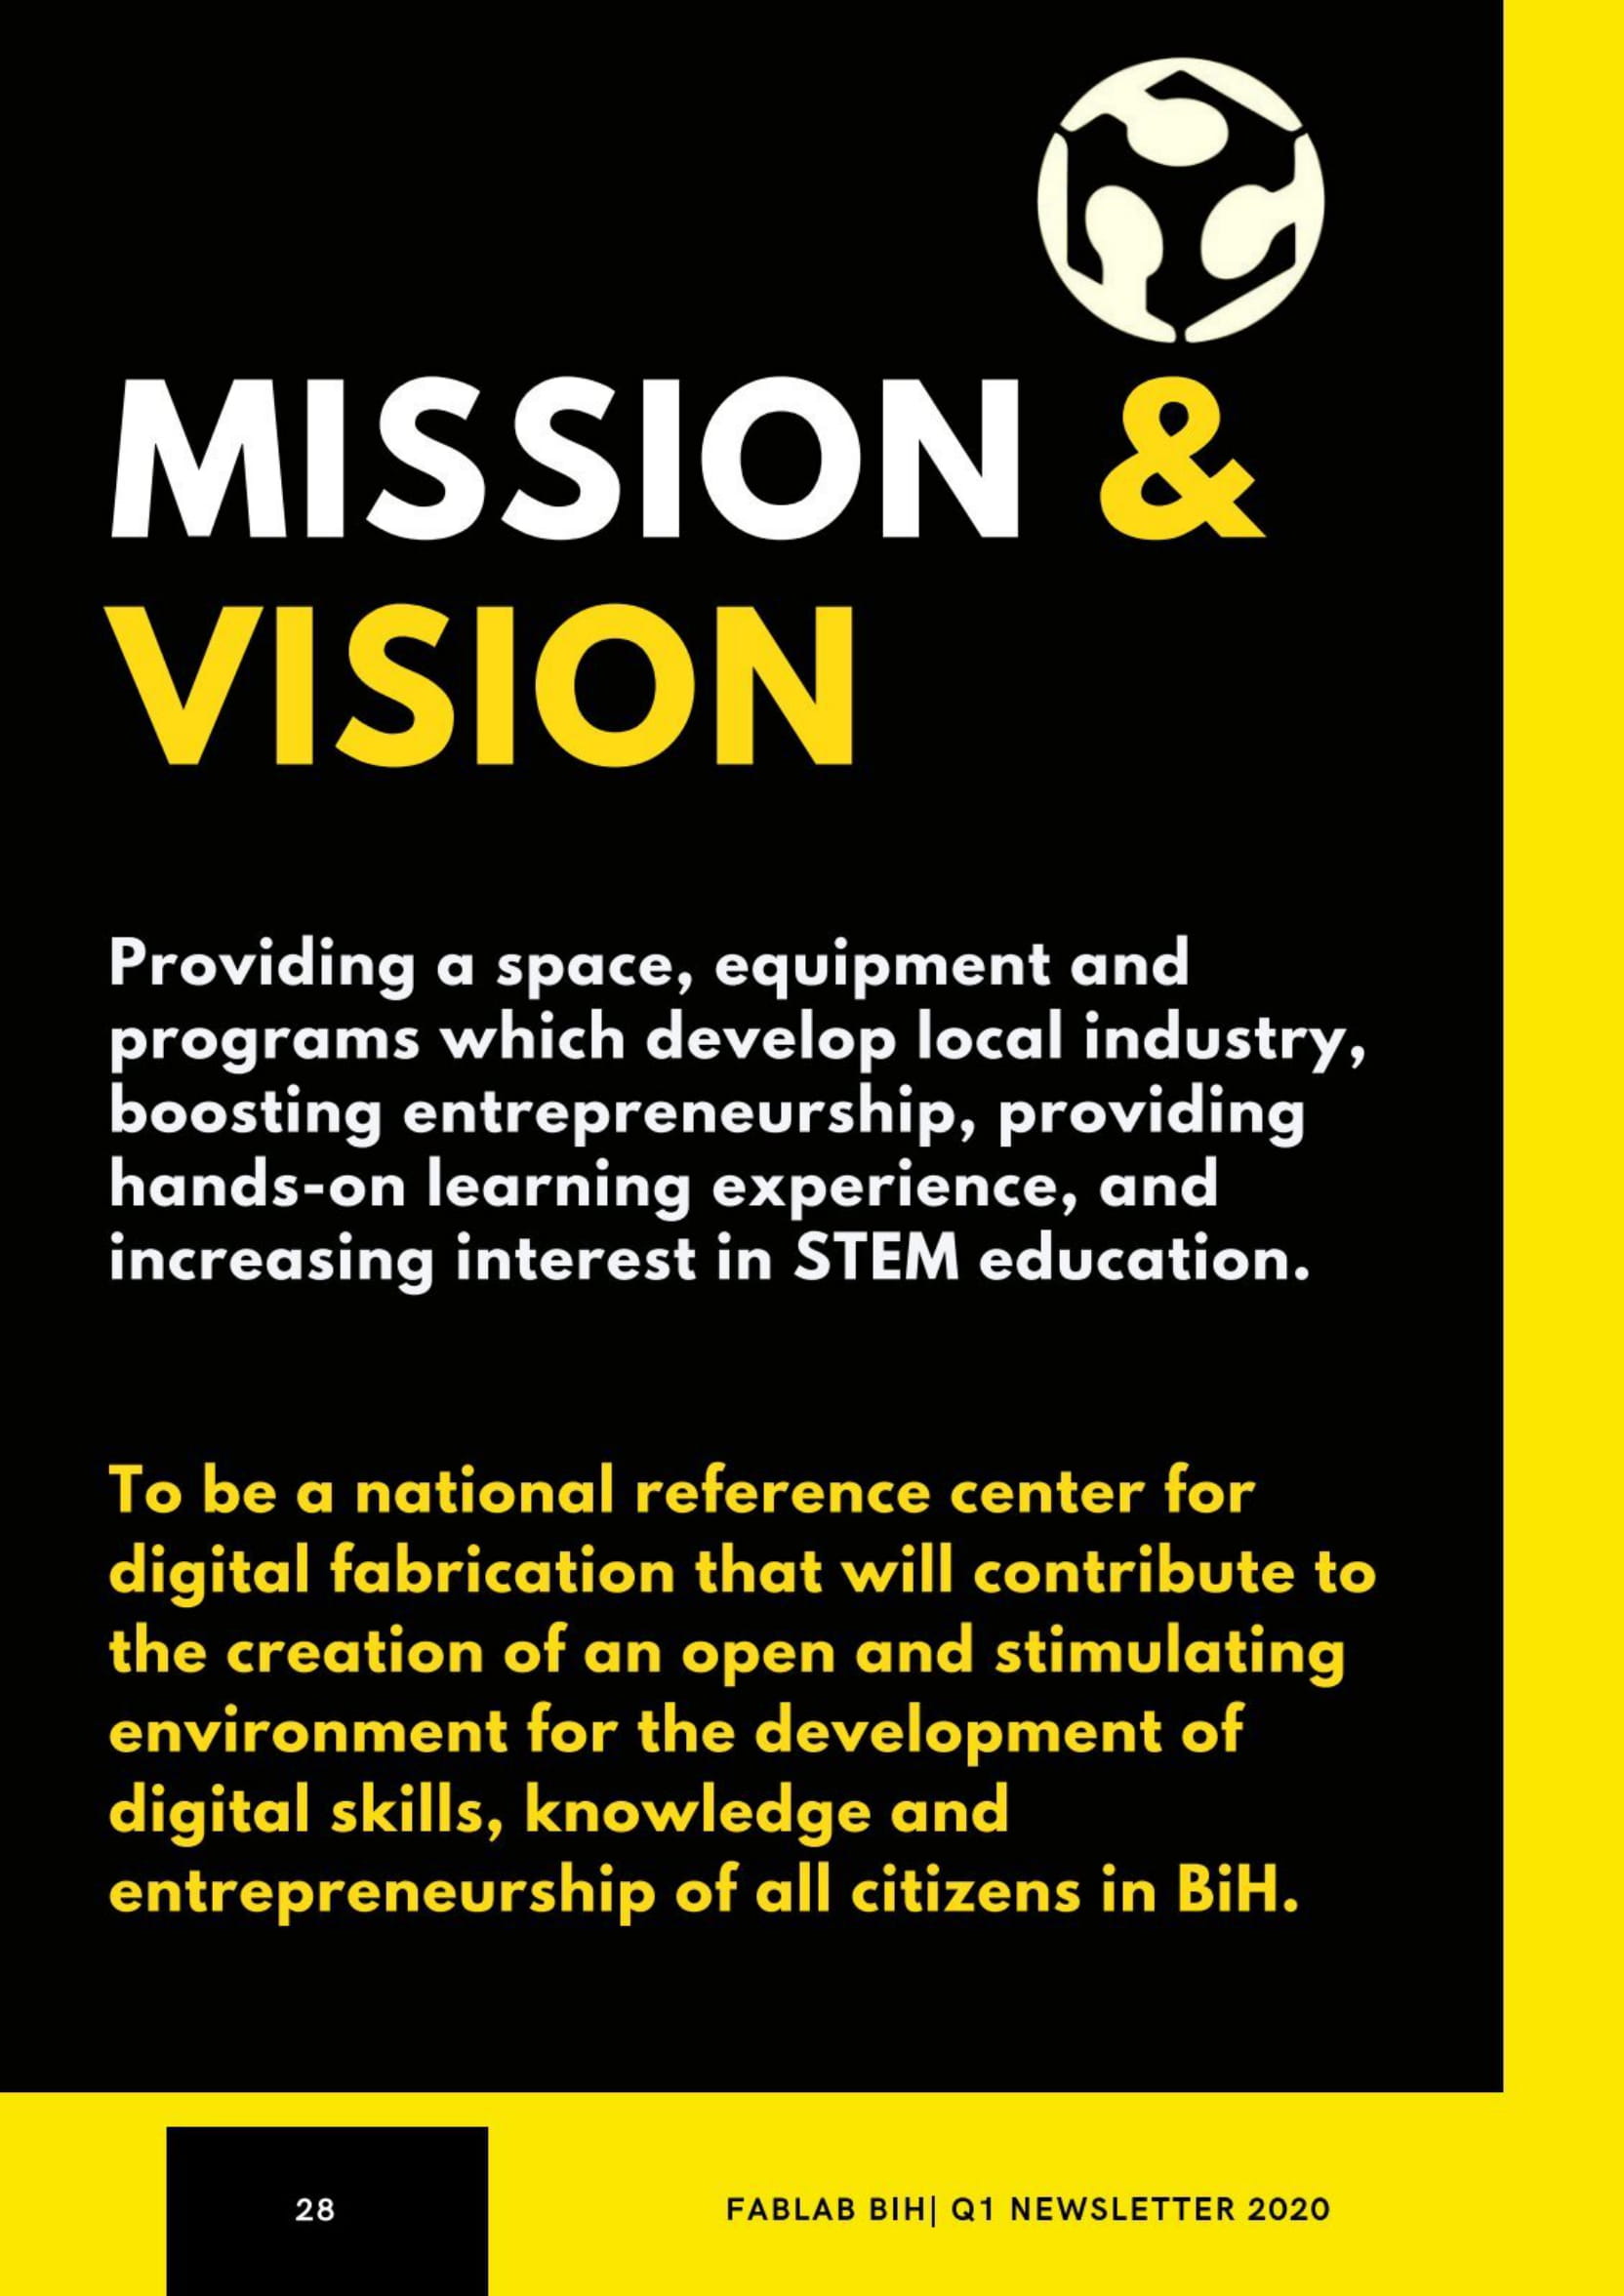 MISSION &
VISION
Providing a space, equipment and
programs which develop local industry,
boosting entrepreneurship, providing
hands-on learning experience, and
increasing interest in STEM education.
To be a national reference center for
digital fabrication that will contribute to
the creation of an open and stimulating
environment for the development of
digital skills, knowledge and
entrepreneurship of all citizens in BiH.
28
FABLAB BIH| Q1 NEWSLETTER 2020